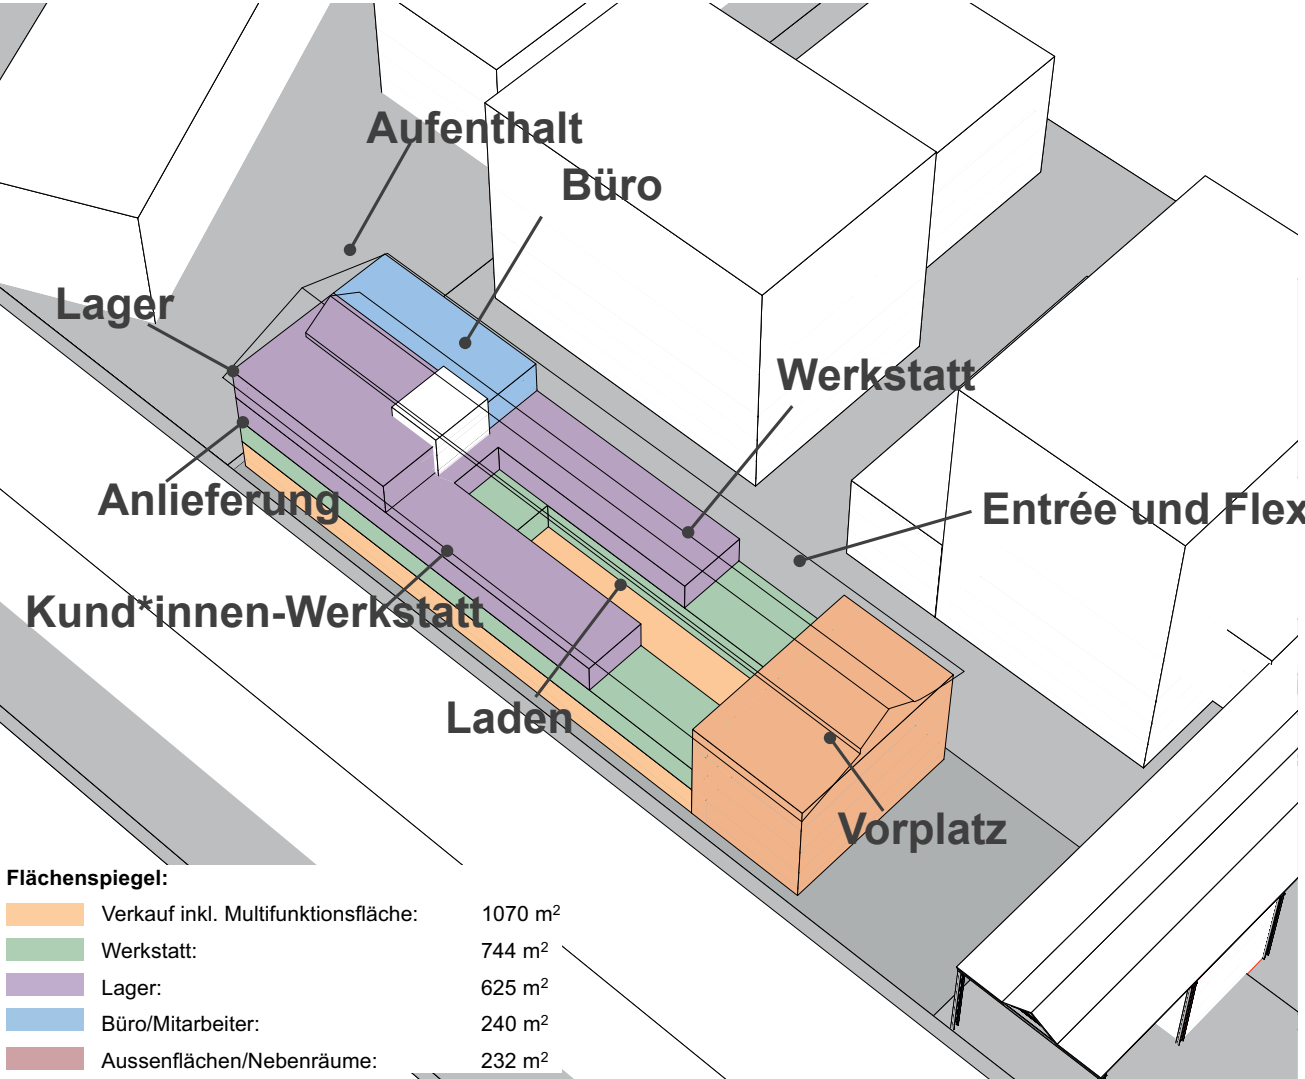 Aufenthalt
Büro
Lager
Werkstatt
Anlieferung
Entrée und Flex
Kund*innen-Werkstatt
Laden
Vorplatz
Flächenspiegel:
Verkauf inkl. Multifunktionsfläche: 1070 m²
Werkstatt: 744 m²
Lager: 625 m²
Büro/Mitarbeiter: 240 m²
Aussenflächen/Nebenräume: 232 m²